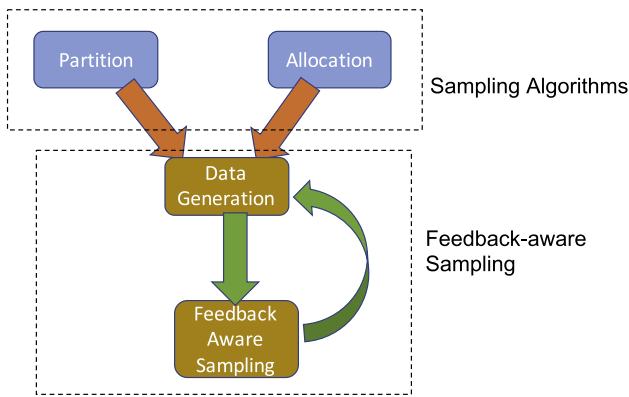 Partition
Allocation
Sampling Algorithms
Data
Generation
Feedback-aware
Sampling
Feedback
Aware
Sampling